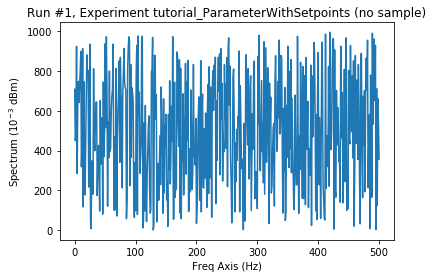 Run #1, Experiment tutorial_ParameterWithSetpoints (no sample)
Spectrum (10⁻³ dBm)
1000
800
600
400
200
0
0 100 200 300 400 500
Freq Axis (Hz)